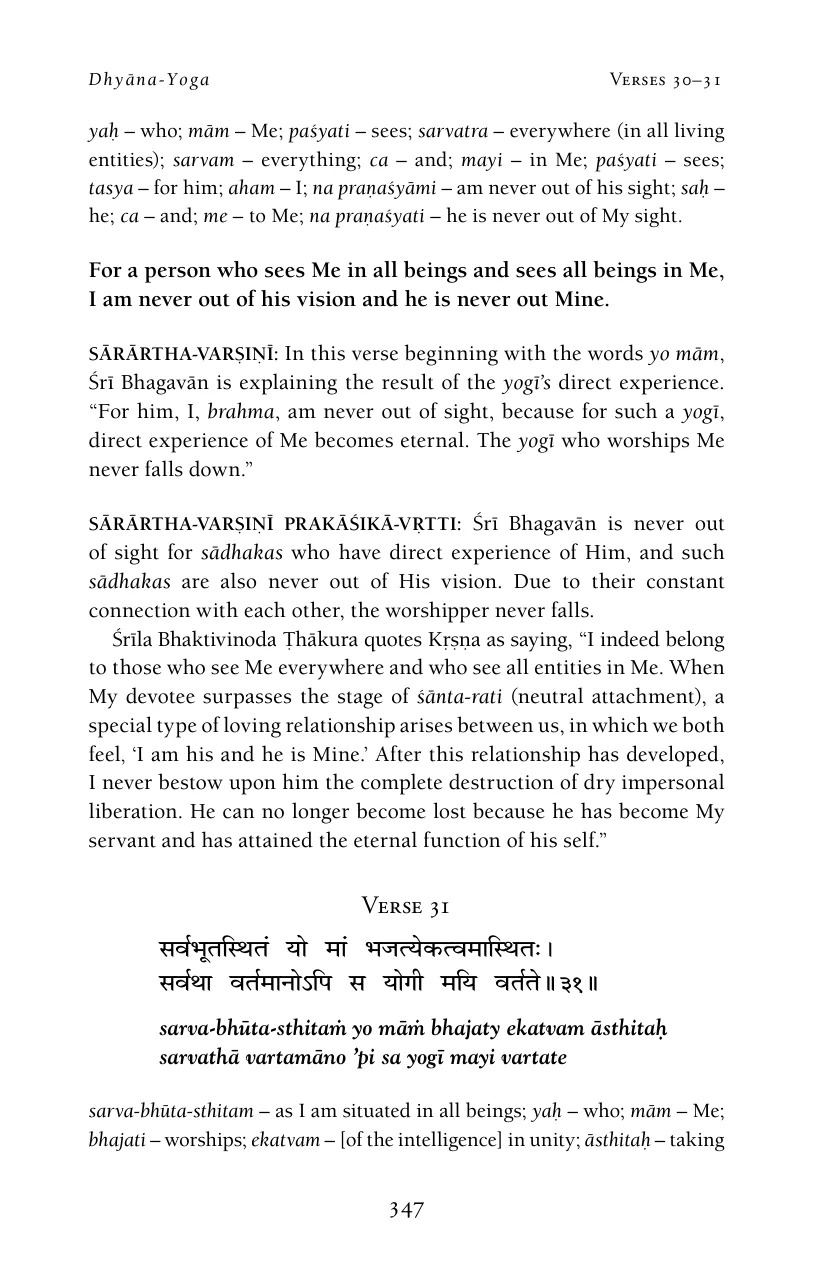 Dhyāna-Yoga Verses 30–31
yaḥ – who; mām – Me; paśyati – sees; sarvatra – everywhere (in all living
entities); sarvam – everything; ca – and; mayi – in Me; paśyati – sees;
tasya – for him; aham – I; na praṇaśyāmi – am never out of his sight; saḥ –
he; ca – and; me – to Me; na praṇaśyati – he is never out of My sight.
For a person who sees Me in all beings and sees all beings in Me,
I am never out of his vision and he is never out Mine.
SĀRĀRTHA-VARṢIṆĪ: In this verse beginning with the words yo mām,
Śrī Bhagavān is explaining the result of the yogī’s direct experience.
“For him, I, brahma, am never out of sight, because for such a yogī,
direct experience of Me becomes eternal. The yogī who worships Me
never falls down.”
SĀRĀRTHA-VARṢIṆĪ PRAKĀŚIKĀ-VṚTTI: Śrī Bhagavān is never out
of sight for sādhakas who have direct experience of Him, and such
sādhakas are also never out of His vision. Due to their constant
connection with each other, the worshipper never falls.
Śrīla Bhaktivinoda Ṭhākura quotes Kṛṣṇa as saying, “I indeed belong
to those who see Me everywhere and who see all entities in Me. When
My devotee surpasses the stage of śānta-rati (neutral attachment), a
special type of loving relationship arises between us, in which we both
feel, ‘I am his and he is Mine.’ After this relationship has developed,
I never bestow upon him the complete destruction of dry impersonal
liberation. He can no longer become lost because he has become My
servant and has attained the eternal function of his self.”
Verse 31
सर्वभूतस्थितं यो मां भजत्येकत्वमास्थितः।
सर्वथा वर्तमानोऽपि स योगी मयि वर्तते॥३१॥
sarva-bhūta-sthitaṁ yo māṁ bhajaty ekatvam āsthitaḥ
sarvathā vartamāno ’pi sa yogī mayi vartate
sarva-bhūta-sthitam – as I am situated in all beings; yaḥ – who; mām – Me;
bhajati – worships; ekatvam – [of the intelligence] in unity; āsthitaḥ – taking
347